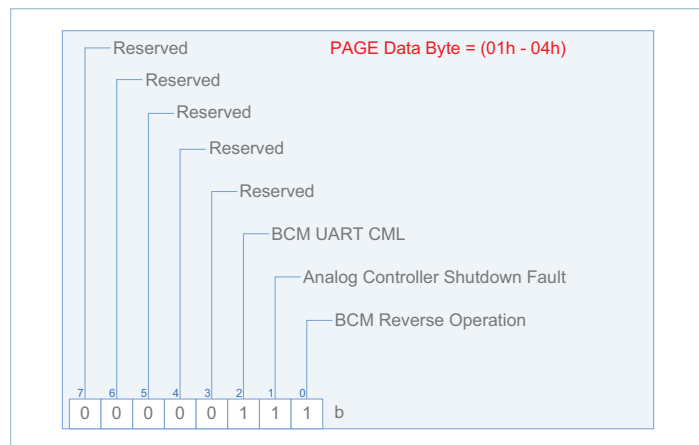 Reserved PAGE Data Byte = (01h - 04h)
Reserved
Reserved
Reserved
Reserved
BCM UART CML
Analog Controller Shutdown Fault
BCM Reverse Operation
7 6 5 4 3 2 1 0
0 0 0 0 0 1 1 1 b